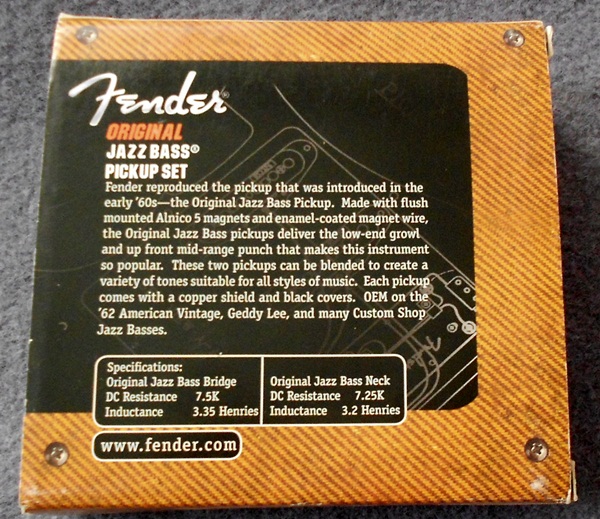 Fender®
ORIGINAL
JAZZ BASS®
PICKUP SET
Fender reproduced the pickup that was introduced in the
early '60s—the Original Jazz Bass Pickup. Made with flush
mounted Alnico 5 magnets and enamel-coated magnet wire,
the Original Jazz Bass pickups deliver the low-end growl
and up front mid-range punch that makes this instrument
so popular. These two pickups can be blended to create a
variety of tones suitable for all styles of music. Each pickup
comes with a copper shield and black covers. OEM on the
'62 American Vintage, Geddy Lee, and many Custom Shop
Jazz Basses.
Specifications:
Original Jazz Bass Bridge
DC Resistance 7.5K
Inductance 3.35 Henries
Original Jazz Bass Neck
DC Resistance 7.25K
Inductance 3.2 Henries
www.fender.com